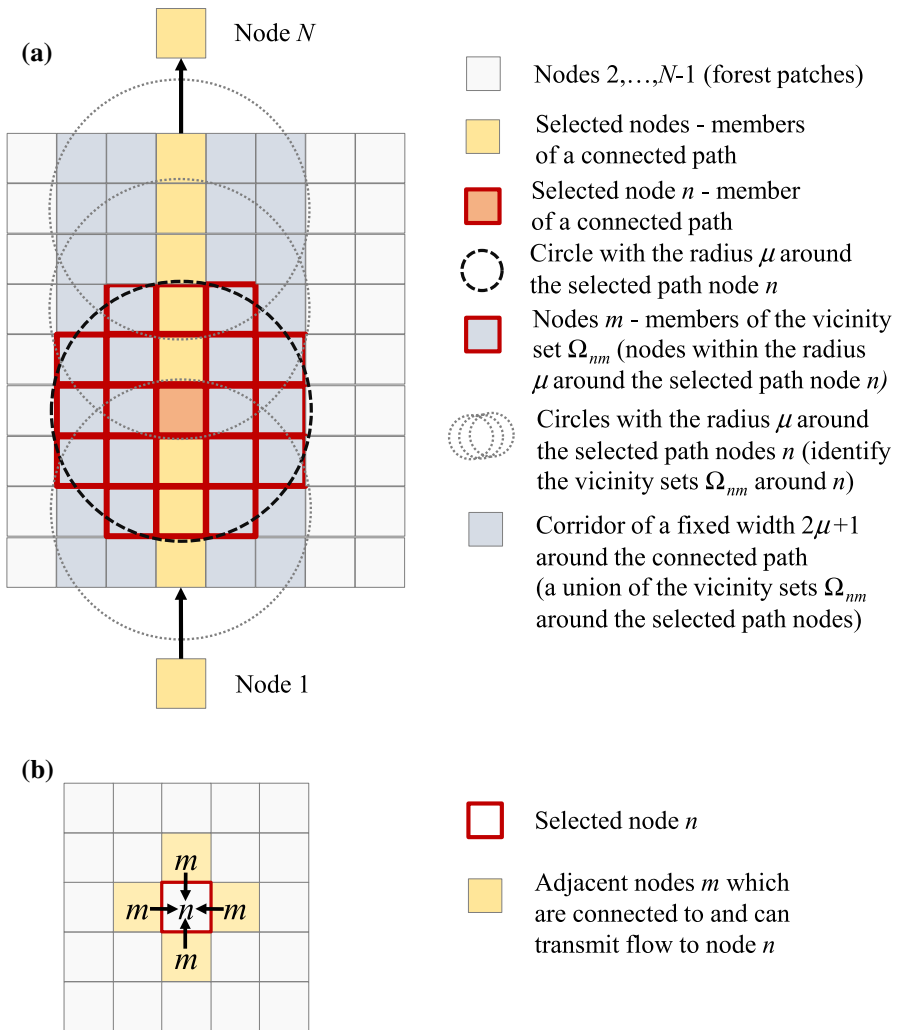 (a)
Node N
Nodes 2,…,N-1 (forest patches)
Selected nodes - members
of a connected path
Selected node n - member
of a connected path
Circle with the radius μ around
the selected path node n
Nodes m - members of the vicinity
set Ωnm (nodes within the radius
μ around the selected path node n)
Circles with the radius μ around
the selected path nodes n (identify
the vicinity sets Ωnm around n)
Corridor of a fixed width 2μ+1
around the connected path
(a union of the vicinity sets Ωnm
around the selected path nodes)
Node 1
(b)
m
m n m
m
Selected node n
Adjacent nodes m which
are connected to and can
transmit flow to node n